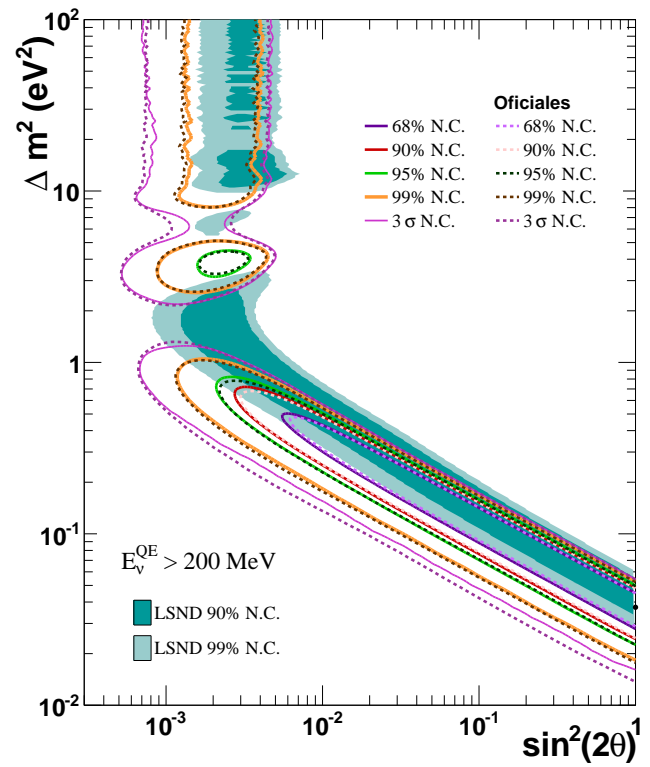 Δ m² (eV²)
10²
10
1
10⁻¹
10⁻²
Oficiales
68% N.C. 68% N.C.
90% N.C. 90% N.C.
95% N.C. 95% N.C.
99% N.C. 99% N.C.
3 σ N.C. 3 σ N.C.
E_ν^QE > 200 MeV
LSND 90% N.C.
LSND 99% N.C.
10⁻³ 10⁻² 10⁻¹ 1
sin²(2θ)